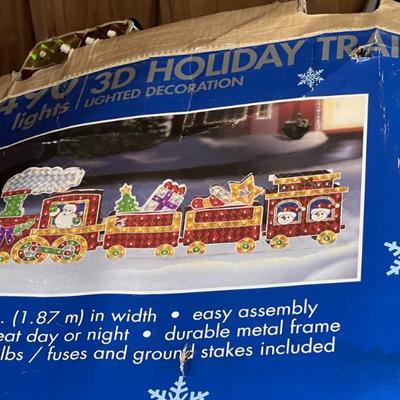 490 3D HOLIDAY TRAI
lights LIGHTED DECORATION
. (1.87 m) in width • easy assembly
eat day or night • durable metal frame
lbs / fuses and ground stakes included